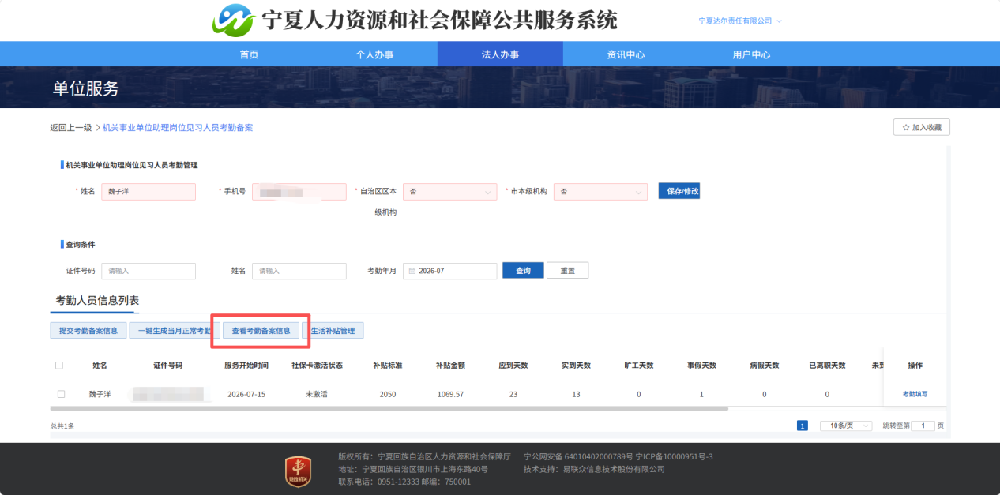 宁夏人力资源和社会保障公共服务系统
宁夏达尔责任有限公司
首页 个人办事 法人办事 资讯中心 用户中心
单位服务
返回上一级 > 机关事业单位助理岗位见习人员考勤备案
加入收藏
机关事业单位助理岗位见习人员考勤管理
* 姓名 魏子洋 * 手机号 * 自治区区本级机构 否 * 市本级机构 否 保存/修改
查询条件
证件号码 请输入 姓名 请输入 考勤年月 2026-07 查询 重置
考勤人员信息列表
提交考勤备案信息 一键生成当月正常考勤 查看考勤备案信息 生活补贴管理
姓名 证件号码 服务开始时间 社保卡激活状态 补贴标准 补贴金额 应到天数 实到天数 旷工天数 事假天数 病假天数 已离职天数 操作
魏子洋 2026-07-15 未激活 2050 1069.57 23 13 0 1 0 0 考勤填写
总共1条 1 10条/页 跳转至第 1 页
版权所有：宁夏回族自治区人力资源和社会保障厅 宁公网安备 64010402000789号 宁ICP备10000951号-3
地址：宁夏回族自治区银川市上海东路40号 技术支持：易联众信息技术股份有限公司
联系电话：0951-12333 邮编：750001
党政机关